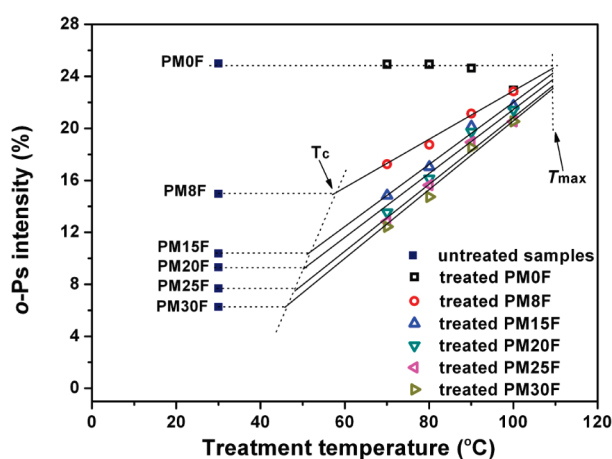 28
24
20
16
12
8
4
0
o-Ps intensity (%)
PM0F
PM8F
PM15F
PM20F
PM25F
PM30F
Tc
Tmax
untreated samples
treated PM0F
treated PM8F
treated PM15F
treated PM20F
treated PM25F
treated PM30F
0 20 40 60 80 100 120
Treatment temperature (°C)